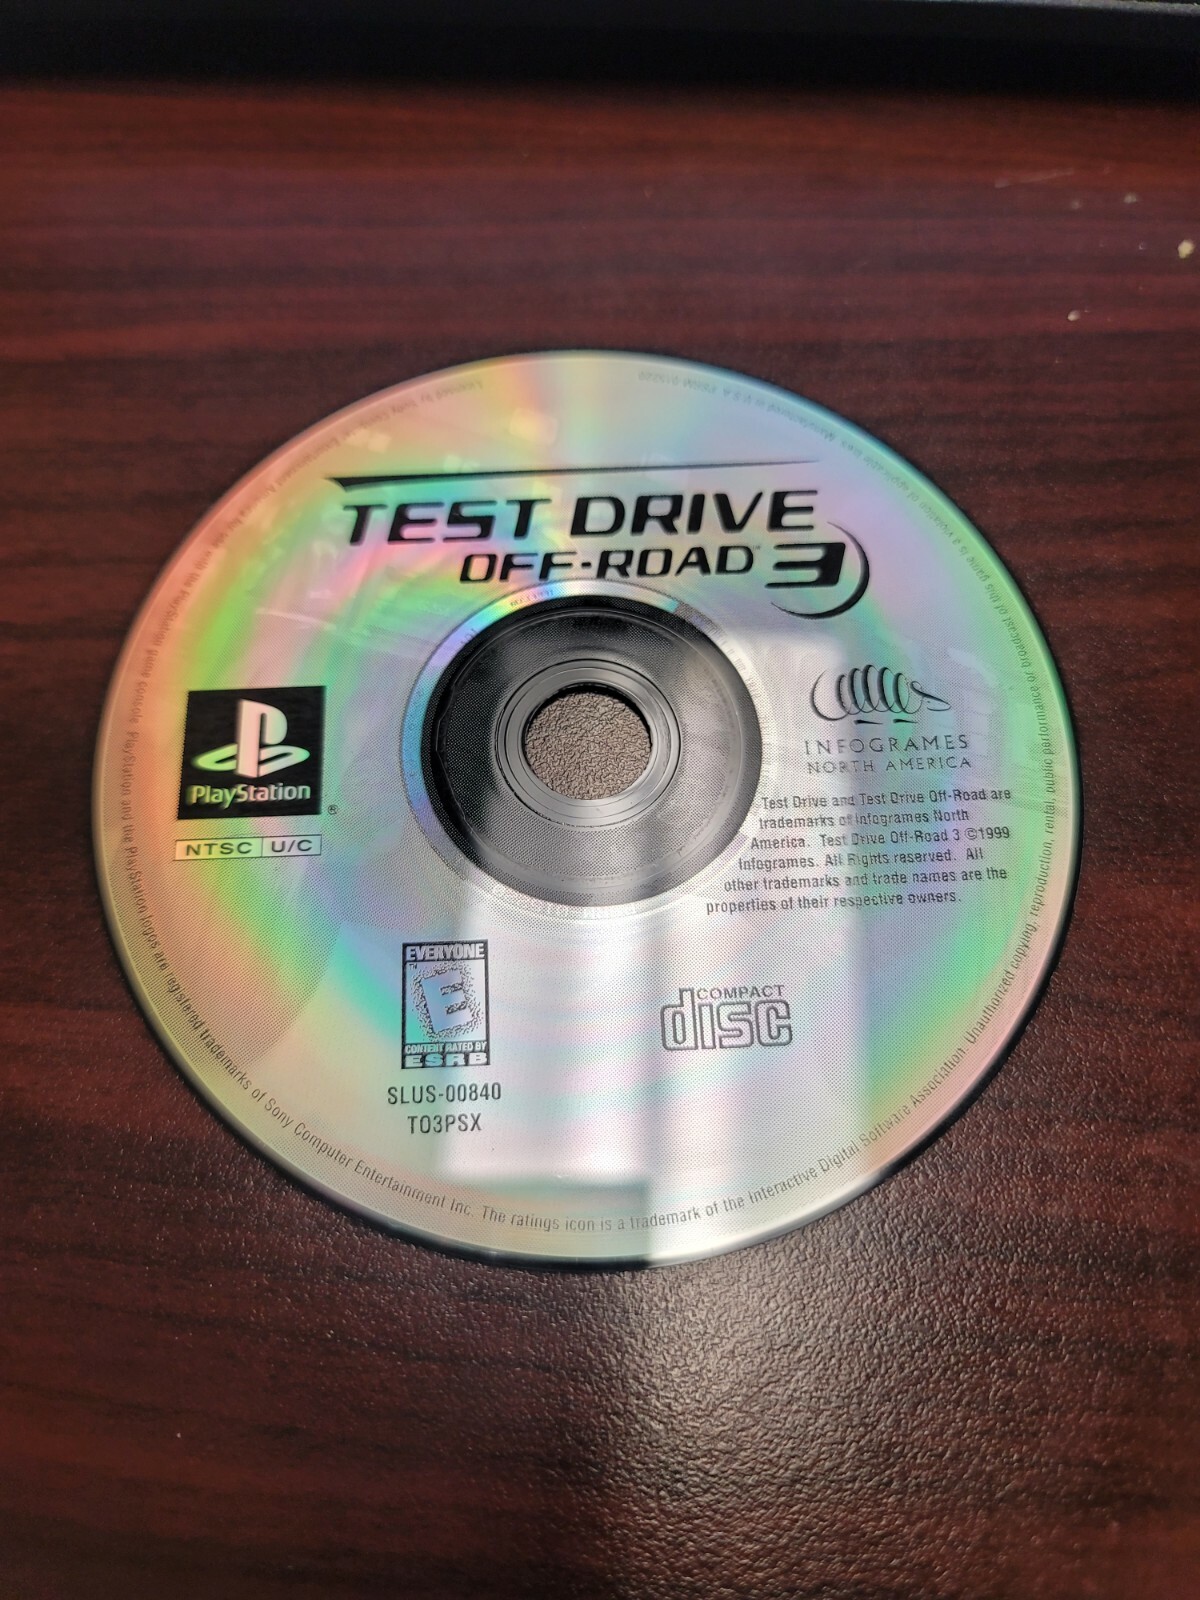 TEST DRIVE
OFF-ROAD 3
PlayStation
®
NTSC U/C
INFOGRAMES
NORTH AMERICA
Test Drive and Test Drive Off-Road are
trademarks of Infogrames North
America. Test Drive Off-Road 3 ©1999
Infogrames. All Rights reserved. All
other trademarks and trade names are the
properties of their respective owners.
EVERYONE
E
CONTENT RATED BY
ESRB
SLUS-00840
TO3PSX
COMPACT
disc
PlayStation and the PlayStation logos are registered trademarks of Sony Computer Entertainment Inc. The ratings icon is a trademark of the Interactive Digital Software Association. Unauthorized copying, reproduction, rental, public performance or broadcast of this game is a violation of applicable law. Manufactured in U.S.A.